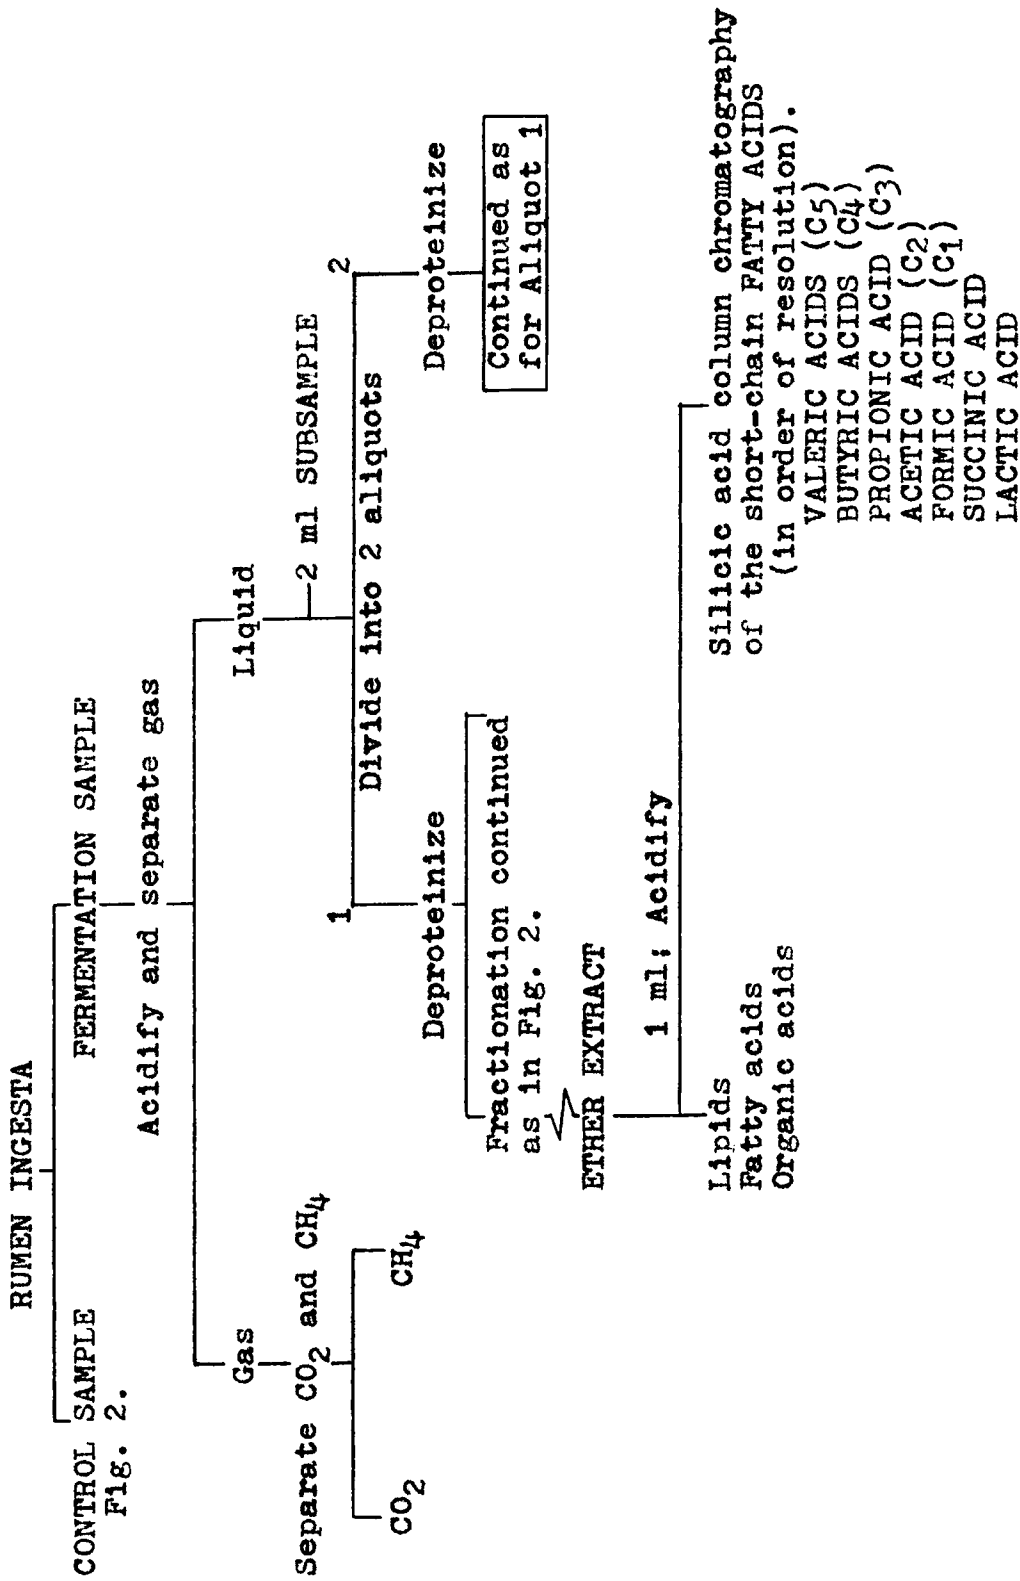 RUMEN INGESTA
CONTROL SAMPLE
Fig. 2.
FERMENTATION SAMPLE
Acidify and separate gas
Gas
Separate CO2 and CH4
CO2
CH4
Liquid
2 ml SUBSAMPLE
Divide into 2 aliquots
1
2
Deproteinize
Fractionation continued
as in Fig. 2.
ETHER EXTRACT
1 ml; Acidify
Lipids
Fatty acids
Organic acids
Silicic acid column chromatography
of the short-chain FATTY ACIDS
(in order of resolution).
VALERIC ACIDS (C5)
BUTYRIC ACIDS (C4)
PROPIONIC ACID (C3)
ACETIC ACID (C2)
FORMIC ACID (C1)
SUCCINIC ACID
LACTIC ACID
Deproteinize
Continued as
for Aliquot 1